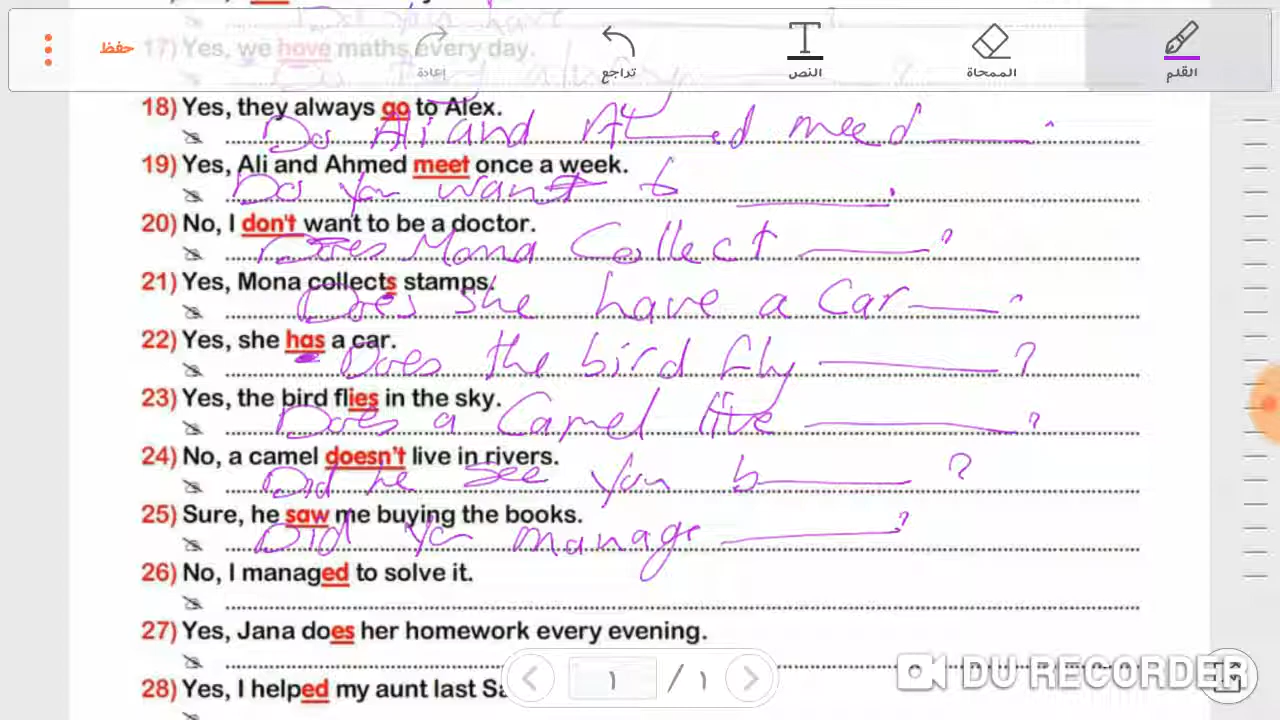 Do you have ?
حفظ
إعادة
تراجع
النص
الممحاة
القلم
17) Yes, we have maths every day.
18) Yes, they always go to Alex.
Do Ali and Ahmed meed ?
19) Yes, Ali and Ahmed meet once a week.
Do you want to ?
20) No, I don't want to be a doctor.
Does Mona Collect ?
21) Yes, Mona collects stamps.
Does she have a car ?
22) Yes, she has a car.
Does the bird fly ?
23) Yes, the bird flies in the sky.
Does a Camel live ?
24) No, a camel doesn't live in rivers.
Did he see you b ?
25) Sure, he saw me buying the books.
Did you manage ?
26) No, I managed to solve it.
27) Yes, Jana does her homework every evening.
28) Yes, I helped my aunt last Sa
١ / ١
DU RECORDER